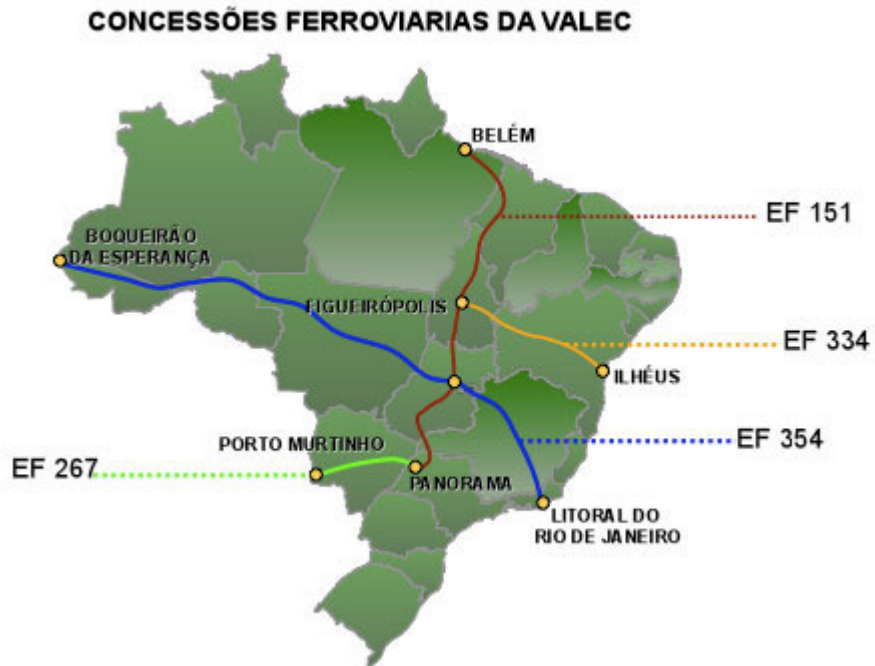 CONCESSÕES FERROVIARIAS DA VALEC
BELÉM
EF 151
BOQUEIRÃO
DA ESPERANÇA
FIGUEIRÓPOLIS
EF 334
ILHÉUS
EF 354
PORTO MURTINHO
EF 267
PANORAMA
LITORAL DO
RIO DE JANEIRO